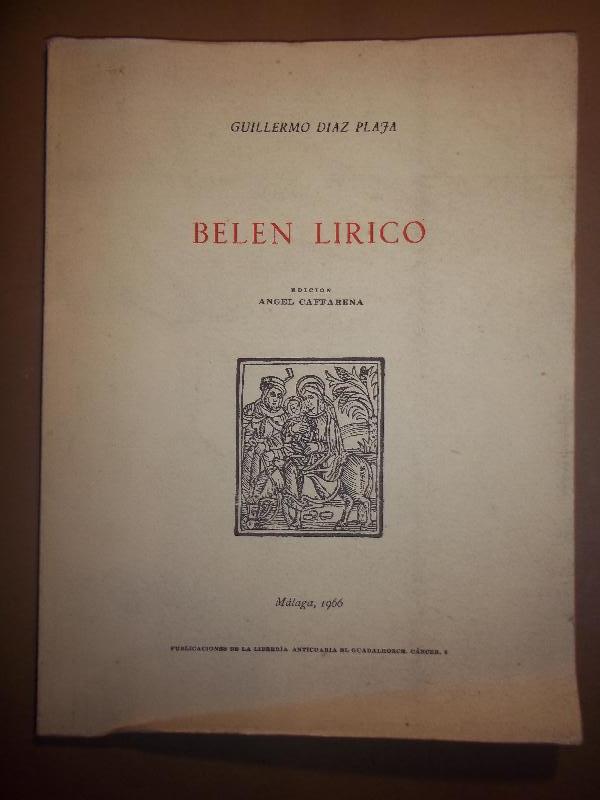 GUILLERMO DIAZ PLAJA
BELEN LIRICO
EDICION
ANGEL CAFFARENA
Málaga, 1966
PUBLICACIONES DE LA LIBRERÍA ANTICUARIA EL GUADALHORCE. CÁNCER, 6